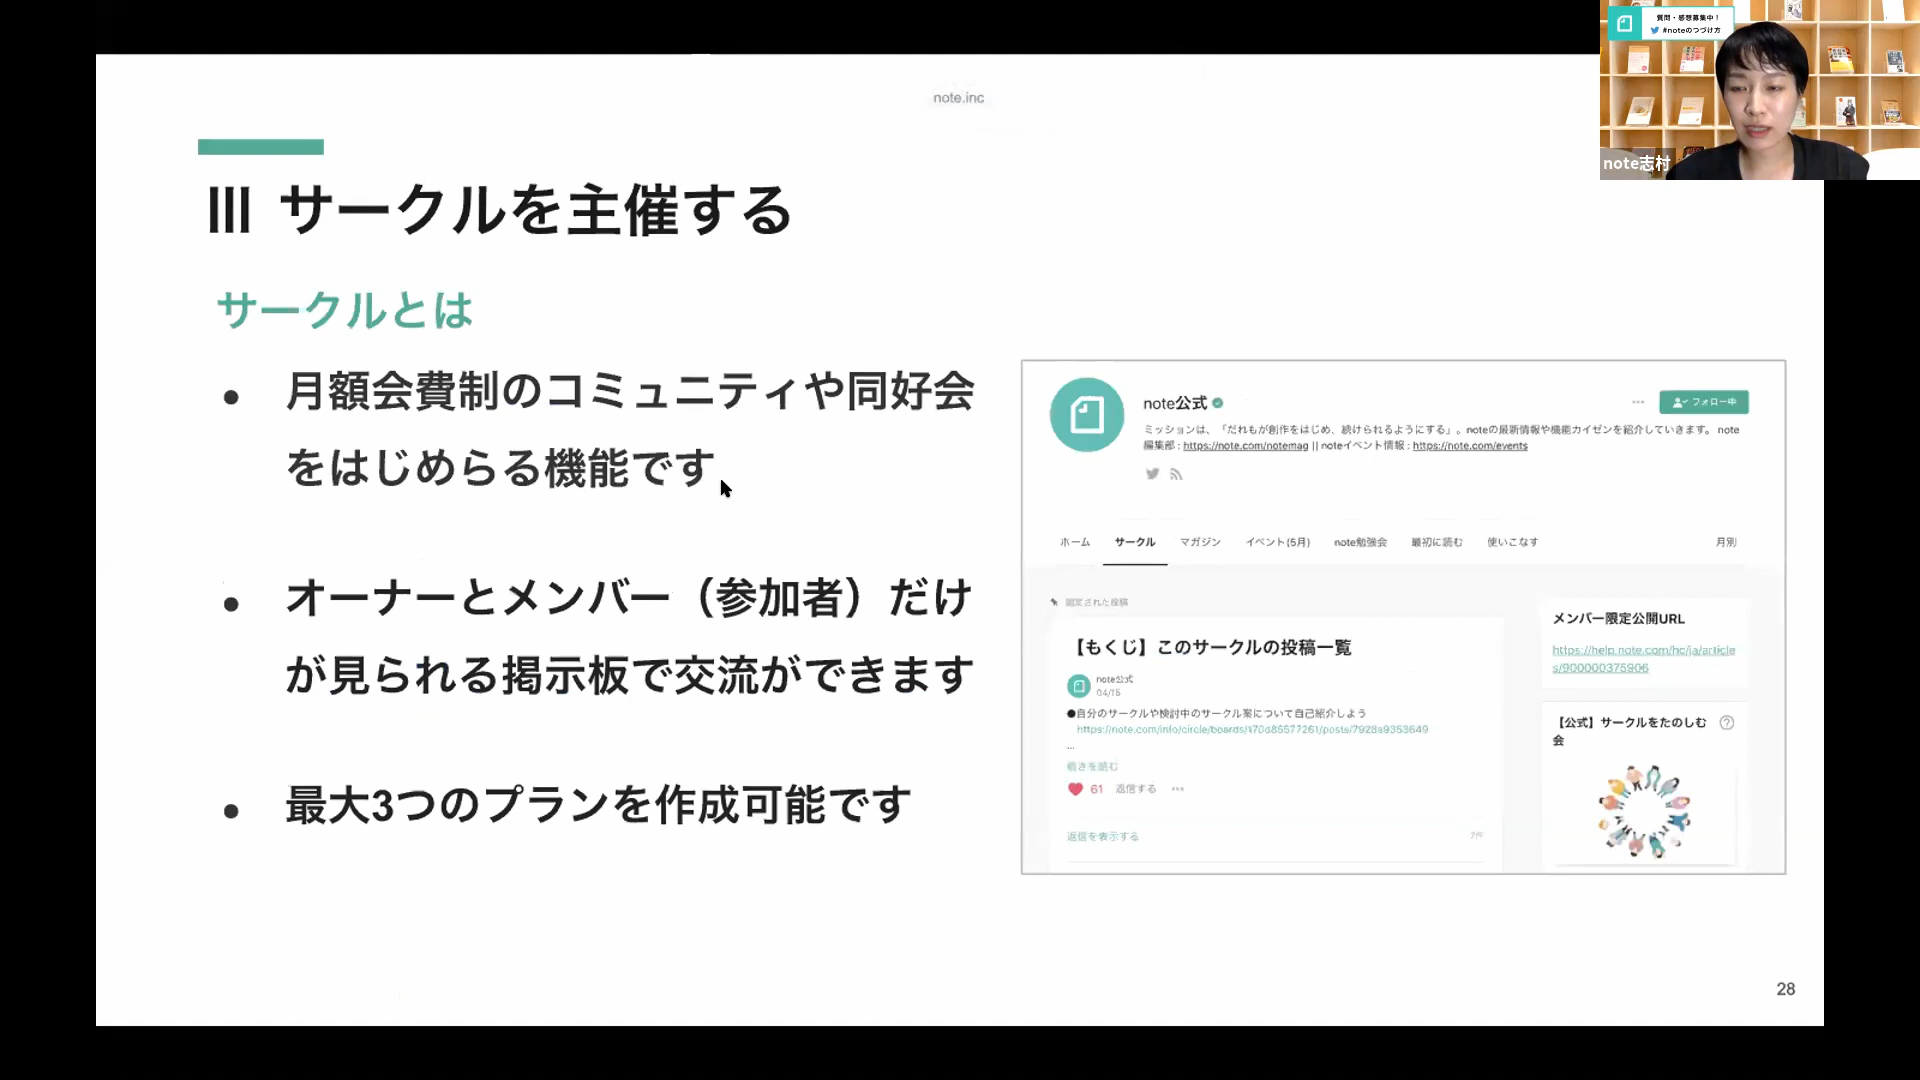 note.inc
質問・感想募集中！
#noteのつづけ方
note志村
III サークルを主催する
サークルとは
● 月額会費制のコミュニティや同好会
をはじめらる機能です
● オーナーとメンバー（参加者）だけ
が見られる掲示板で交流ができます
● 最大3つのプランを作成可能です
note公式
フォロー中
ミッションは、「だれもが創作をはじめ、続けられるようにする」。noteの最新情報や機能カイゼンを紹介していきます。 note
編集部 : https://note.com/notemag || noteイベント情報 : https://note.com/events
ホーム サークル マガジン イベント(5月) note勉強会 最初に読む 使いこなす 月別
固定された投稿
【もくじ】このサークルの投稿一覧
note公式
04/15
●自分のサークルや検討中のサークル案について自己紹介しよう
...
続きを読む
61 返信する ...
返信を表示する 7件
メンバー限定公開URL
https://help.note.com/hc/ja/article
s/900000375906
【公式】サークルをたのしむ
会
28